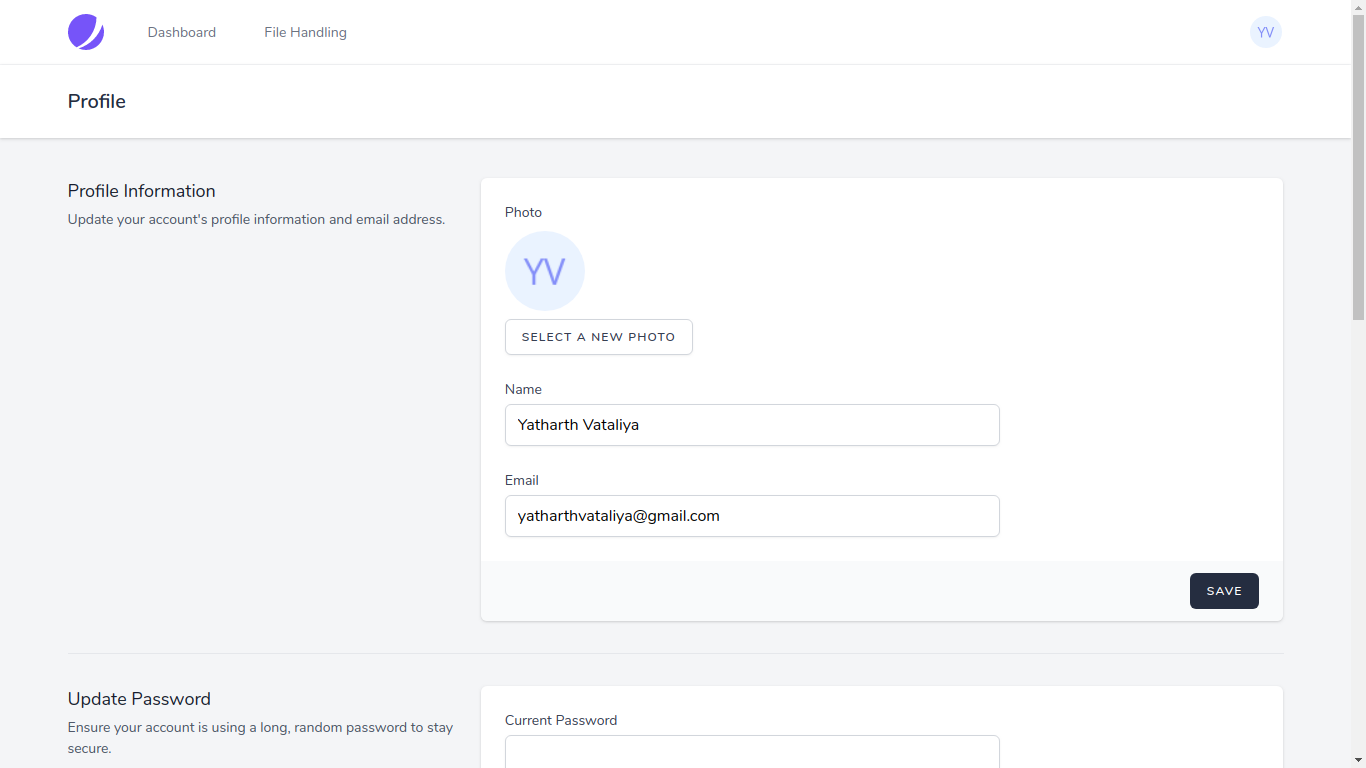 Dashboard
File Handling
YV
Profile
Profile Information
Update your account's profile information and email address.
Photo
YV
SELECT A NEW PHOTO
Name
Yatharth Vataliya
Email
yatharthvataliya@gmail.com
SAVE
Update Password
Ensure your account is using a long, random password to stay
secure.
Current Password